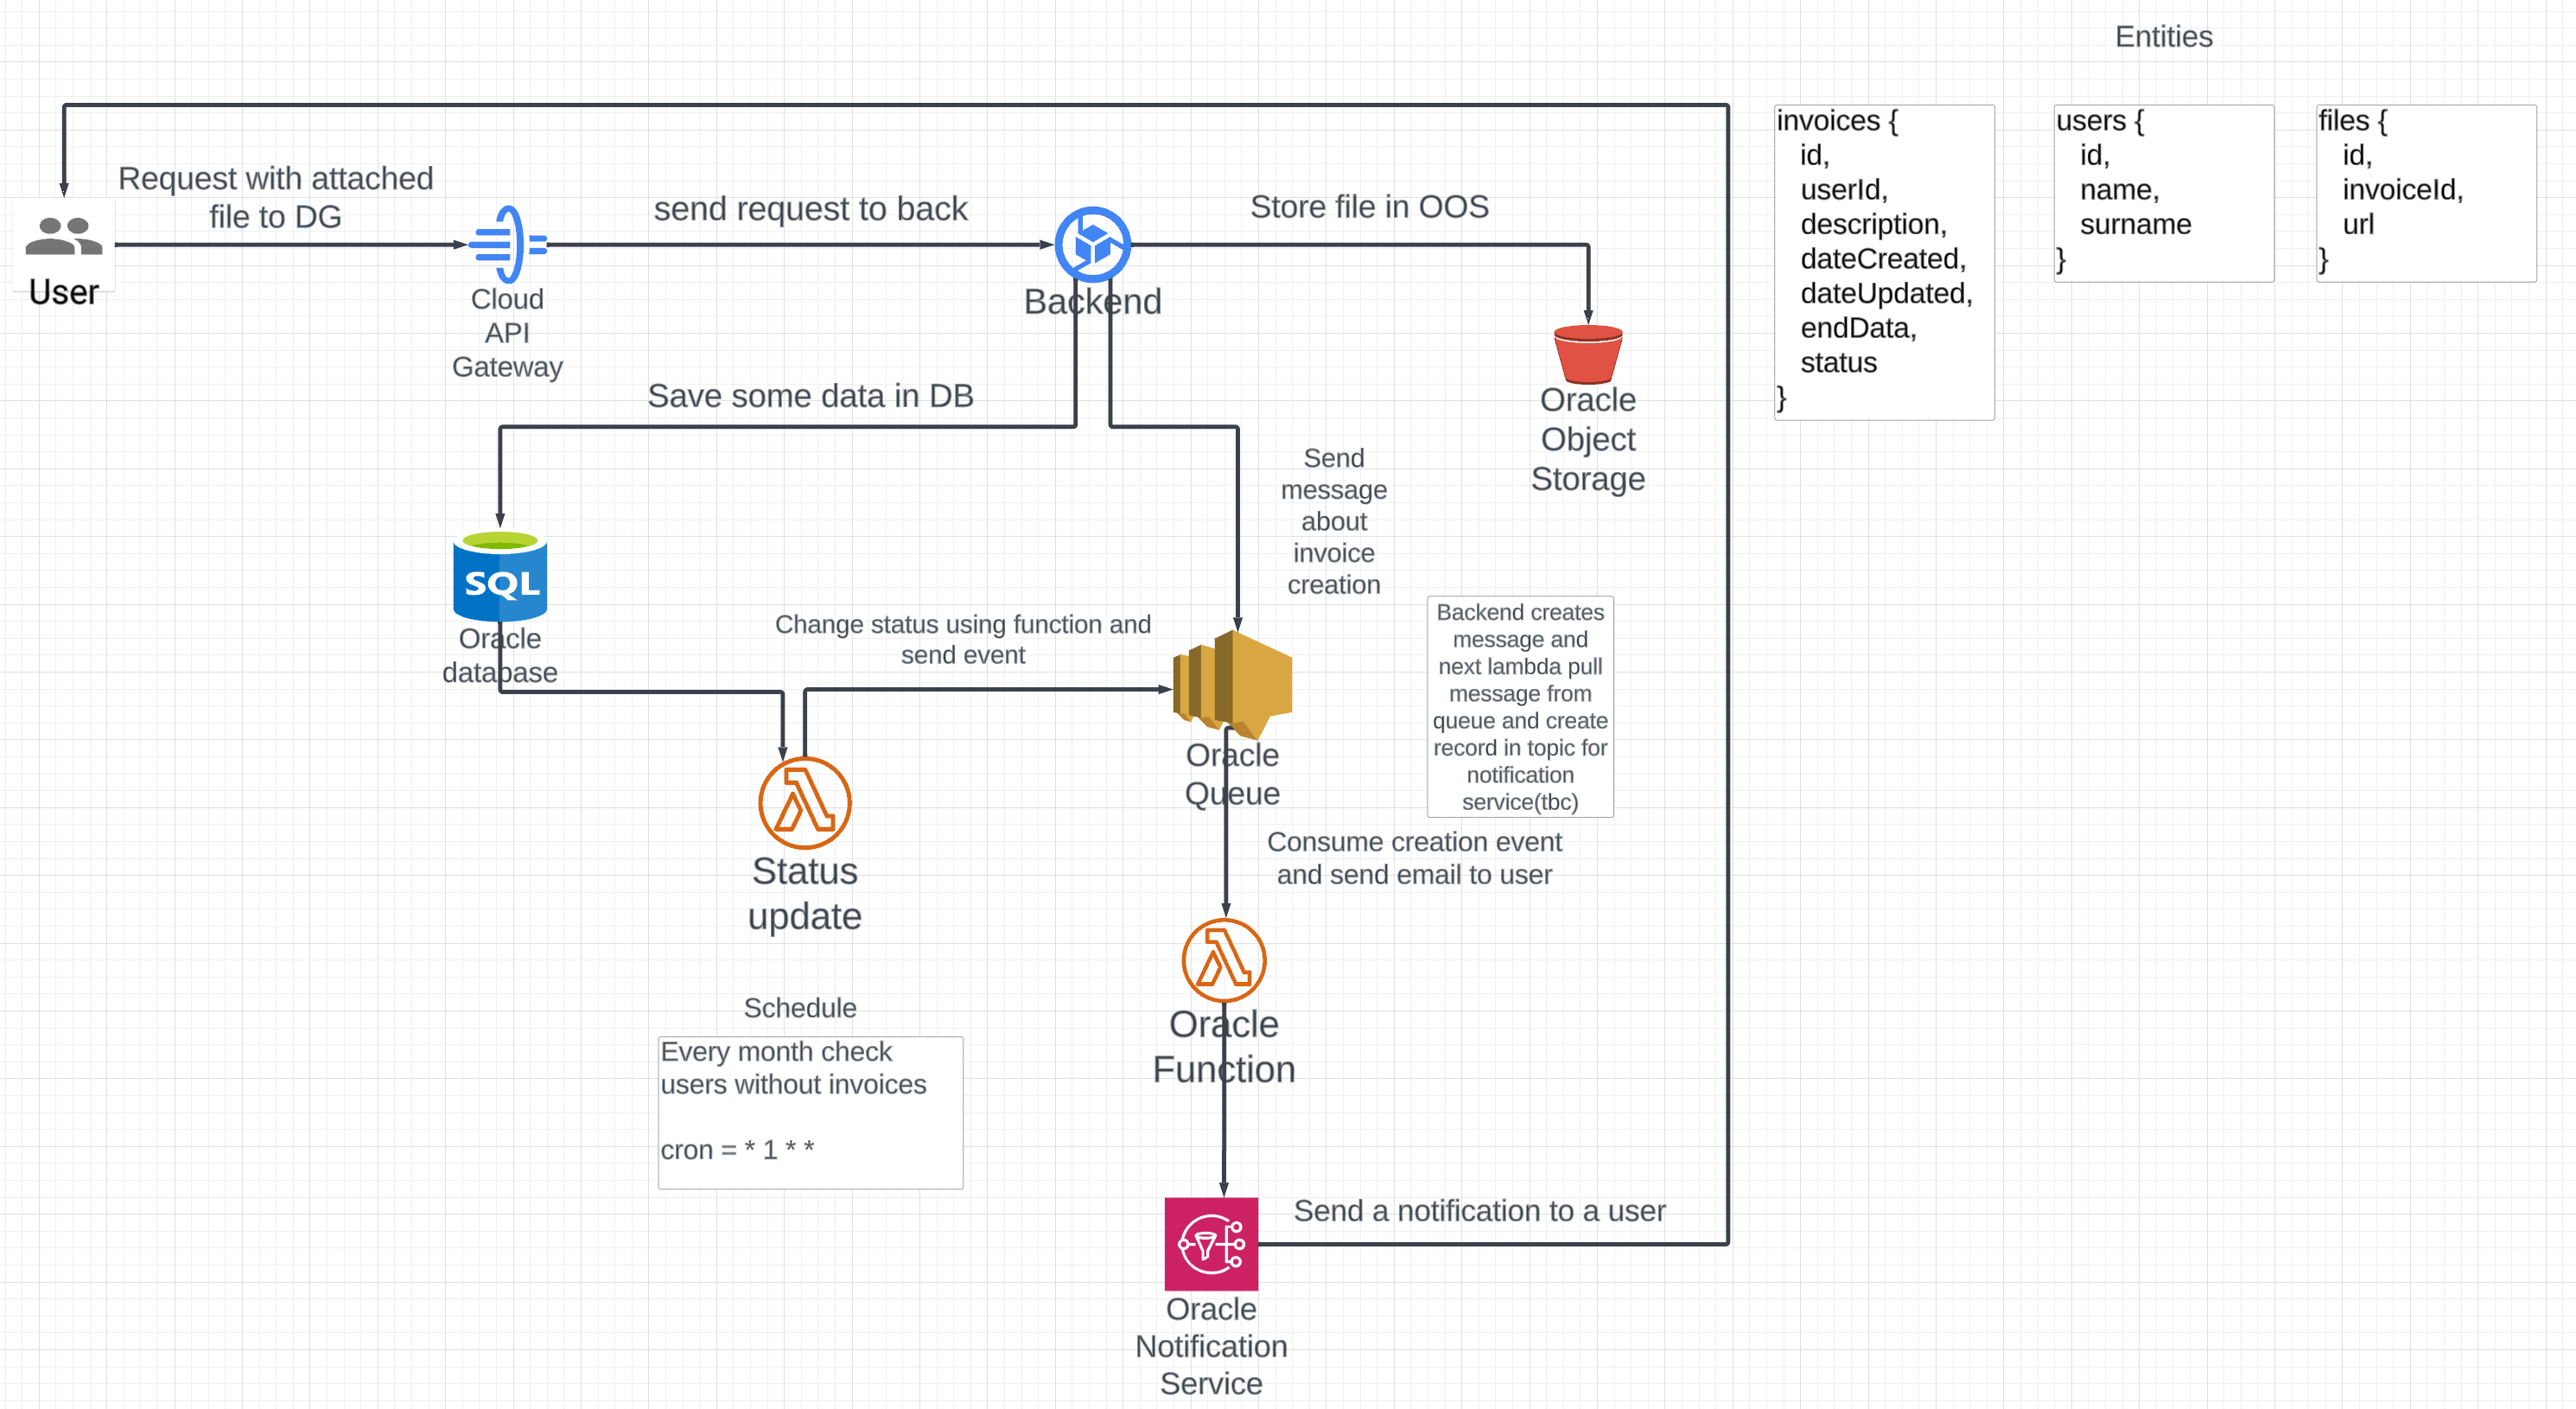 Entities
Request with attached
file to DG
User
Cloud
API
Gateway
send request to back
Backend
Store file in OOS
Oracle
Object
Storage
invoices {
id,
userId,
description,
dateCreated,
dateUpdated,
endData,
status
}
users {
id,
name,
surname
}
files {
id,
invoiceId,
url
}
Save some data in DB
Send
message
about
invoice
creation
SQL
Oracle
database
Change status using function and
send event
Oracle
Queue
Backend creates
message and
next lambda pull
message from
queue and create
record in topic for
notification
service(tbc)
Consume creation event
and send email to user
Status
update
Schedule
Every month check
users without invoices
cron = * 1 * *
Oracle
Function
Send a notification to a user
Oracle
Notification
Service